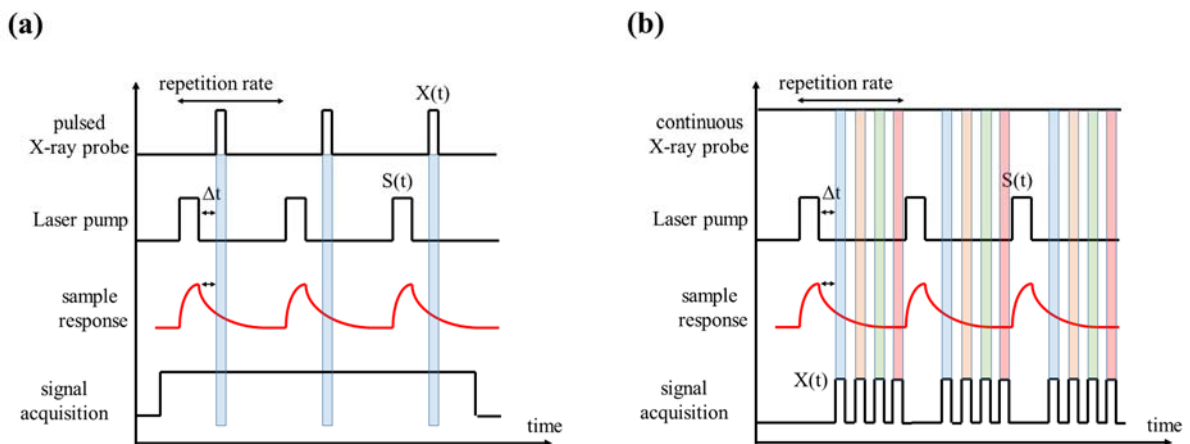 (a)
repetition rate
X(t)
pulsed
X-ray probe
Δt
S(t)
Laser pump
sample
response
signal
acquisition
time
(b)
repetition rate
continuous
X-ray probe
Δt
S(t)
Laser pump
sample
response
X(t)
signal
acquisition
time